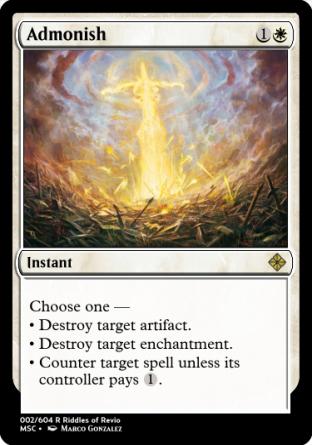 Admonish 1
Instant
Choose one —
• Destroy target artifact.
• Destroy target enchantment.
• Counter target spell unless its
controller pays 1.
002/604 R Riddles of Revio
MSC • Marco Gonzalez